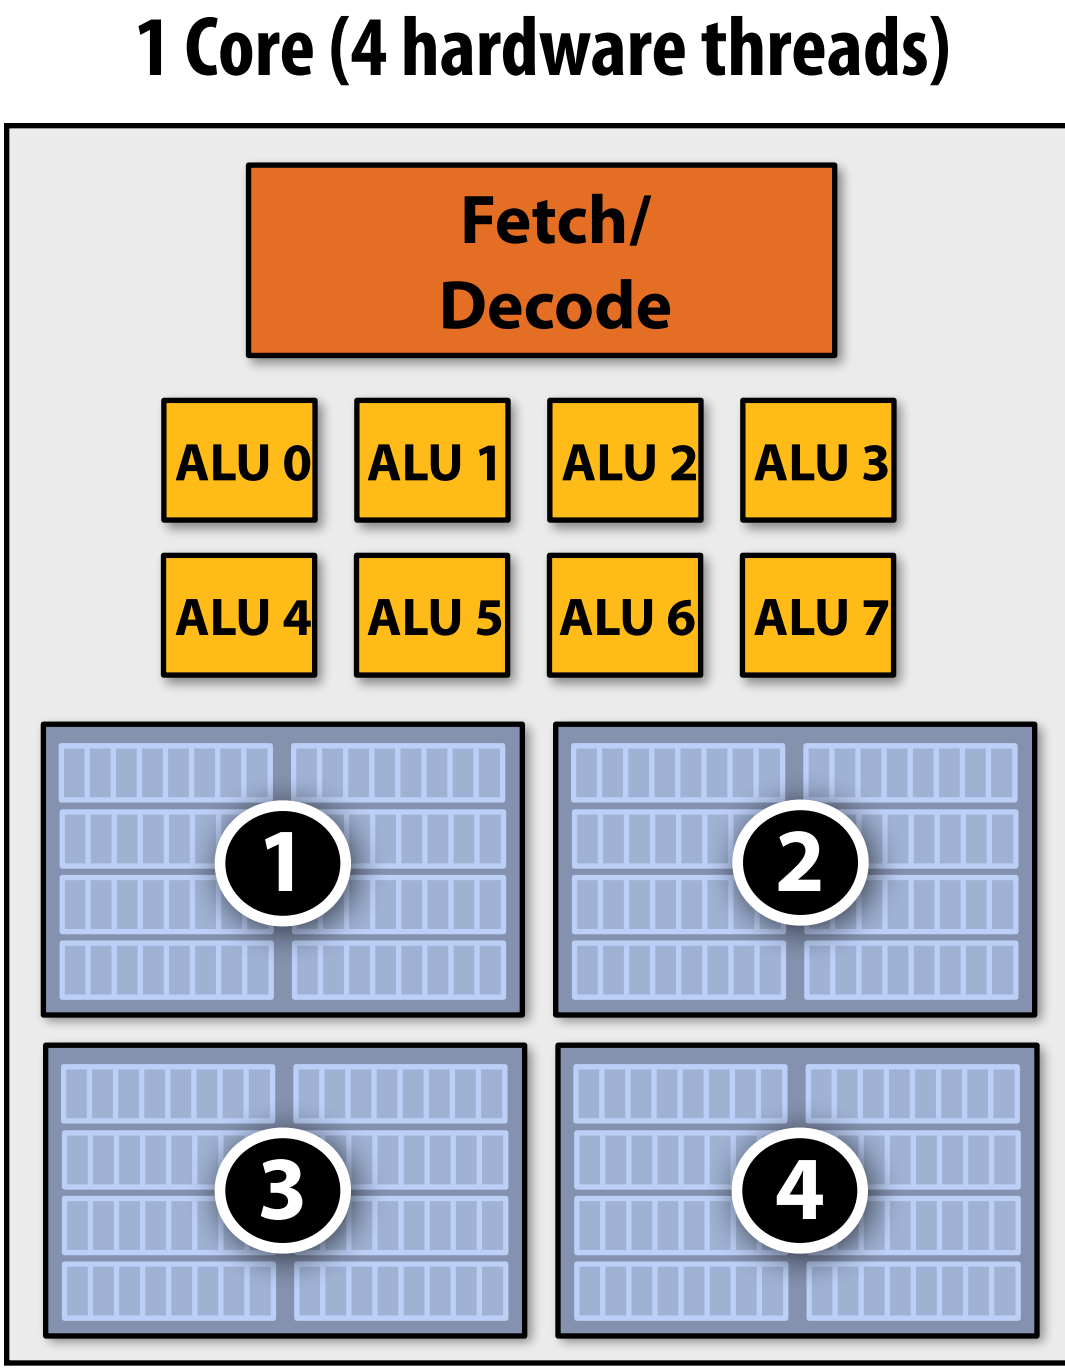 1 Core (4 hardware threads)
Fetch/
Decode
ALU 0 ALU 1 ALU 2 ALU 3
ALU 4 ALU 5 ALU 6 ALU 7
1 2
3 4